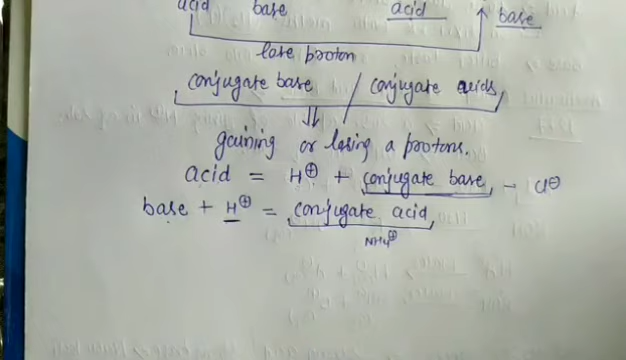 acid base acid base
lose proton
conjugate base / conjugate acids
gaining or losing a protons.
acid = H⊕ + conjugate base – Cl⊖
base + H⊕ = conjugate acid
NH4⊕